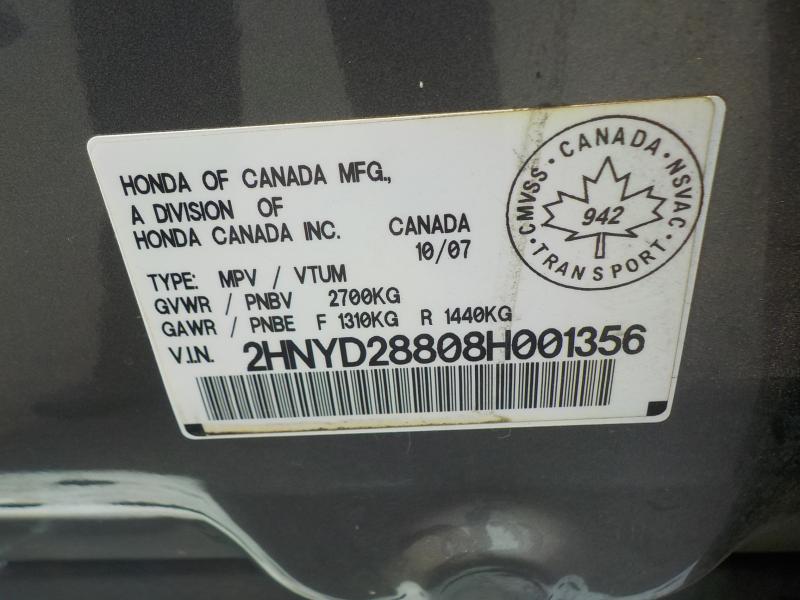 HONDA OF CANADA MFG.,
A DIVISION OF
HONDA CANADA INC. CANADA
10/07
TYPE: MPV / VTUM
GVWR / PNBV 2700KG
GAWR / PNBE F 1310KG R 1440KG
V.I.N. 2HNYD28808H001356
CMVSS · CANADA · NSVAC · TRANSPORT ·
942